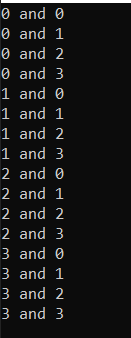 0 and 0
0 and 1
0 and 2
0 and 3
1 and 0
1 and 1
1 and 2
1 and 3
2 and 0
2 and 1
2 and 2
2 and 3
3 and 0
3 and 1
3 and 2
3 and 3